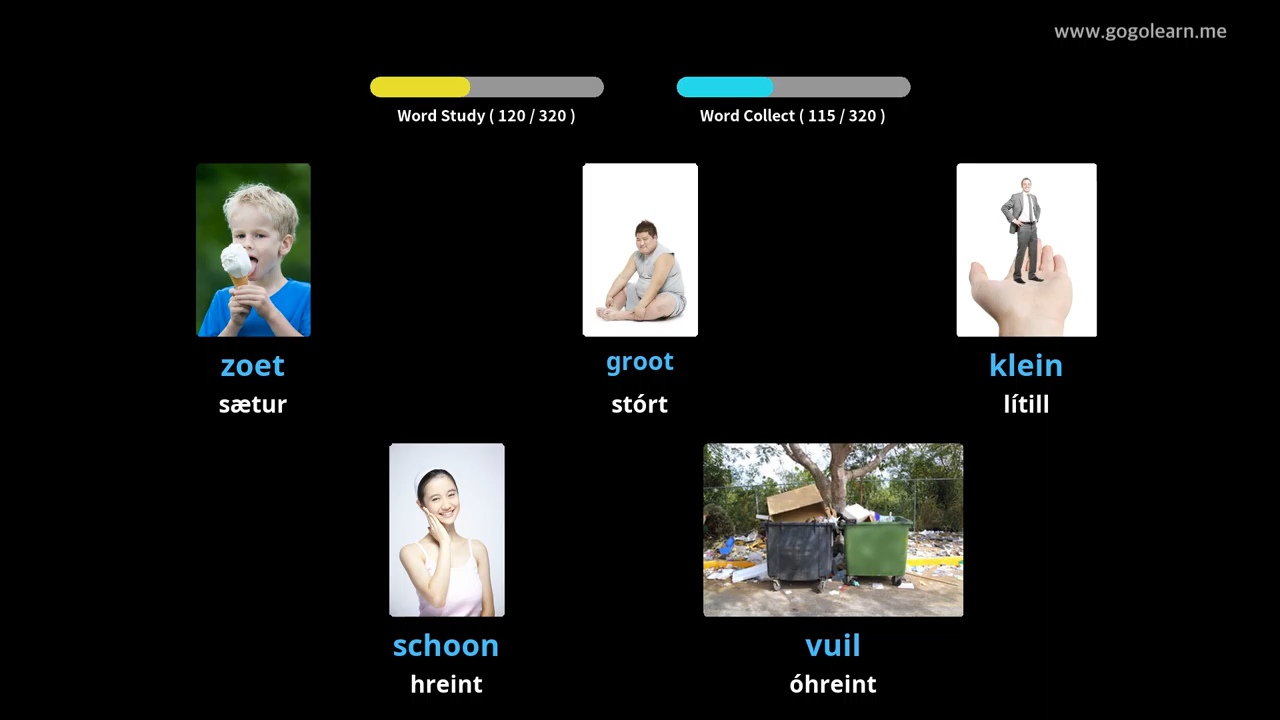 www.gogolearn.me
Word Study ( 120 / 320 )
Word Collect ( 115 / 320 )
zoet
sætur
groot
stórt
klein
lítill
schoon
hreint
vuil
óhreint